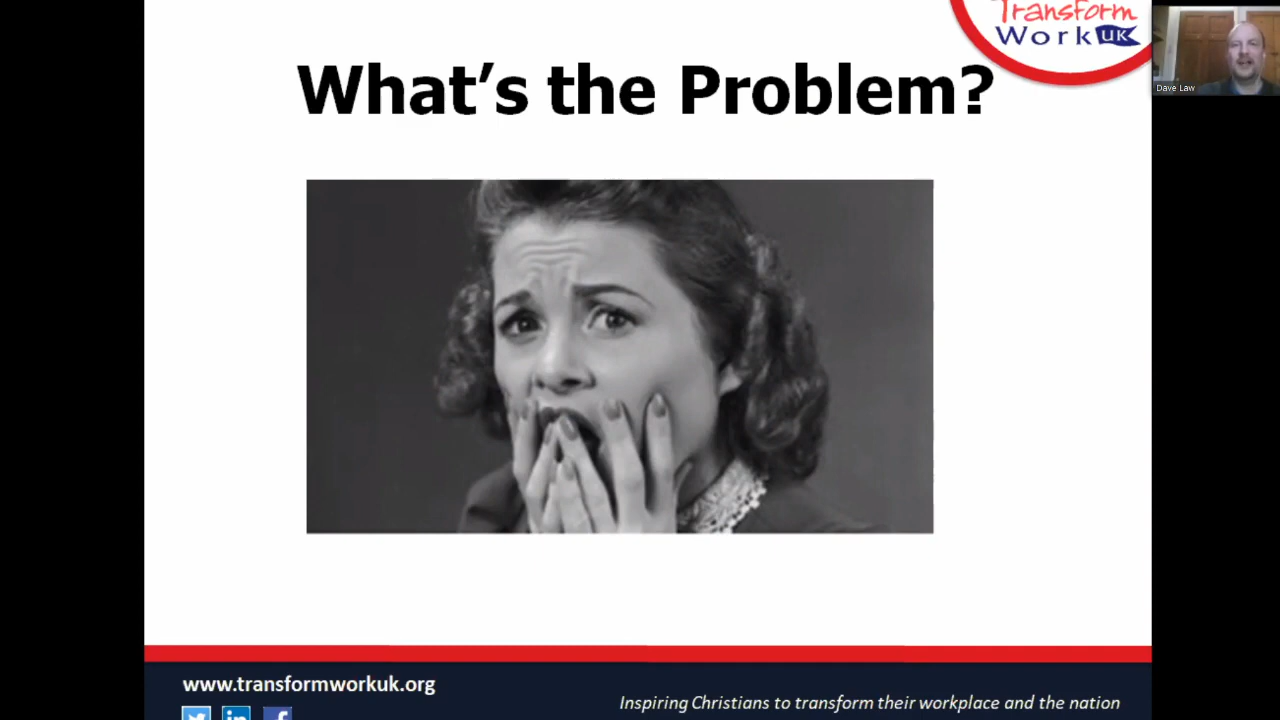 Transform
Work UK
Dave Law
What's the Problem?
www.transformworkuk.org
Inspiring Christians to transform their workplace and the nation